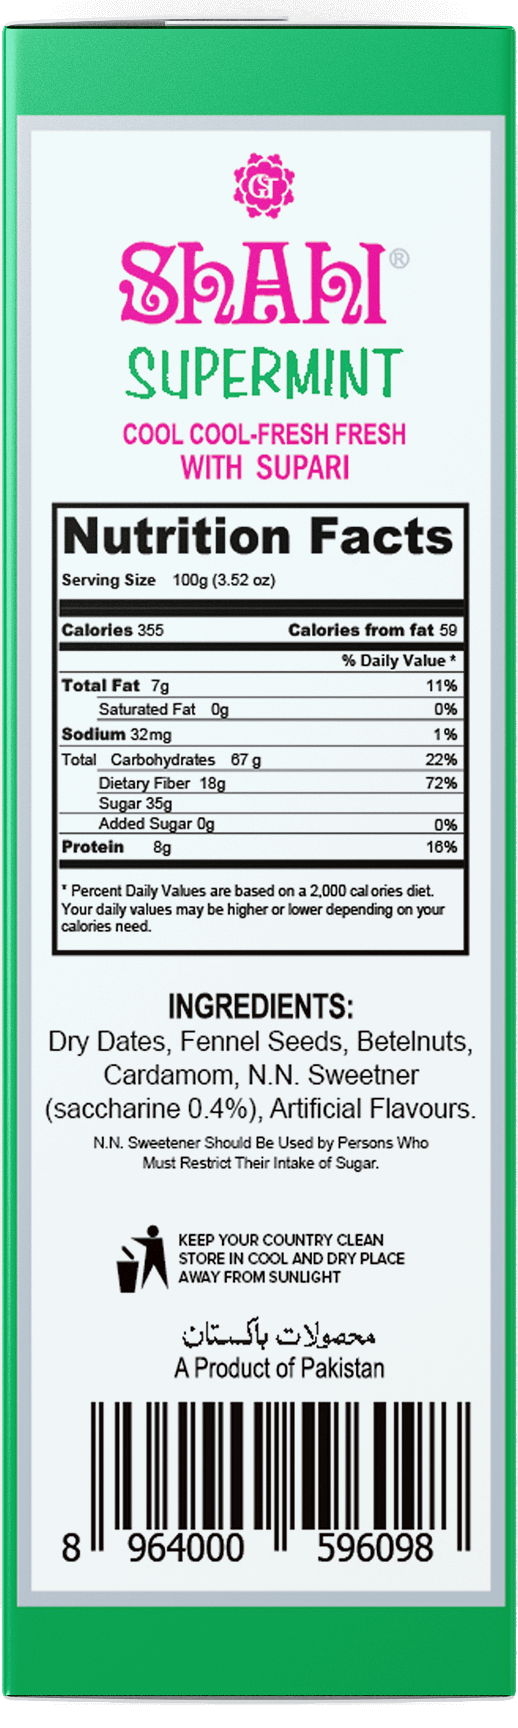 GST
ShAhI®
SUPERMINT
COOL COOL-FRESH FRESH
WITH SUPARI
Nutrition Facts
Serving Size 100g (3.52 oz)
Calories 355 Calories from fat 59
% Daily Value *
Total Fat 7g 11%
Saturated Fat 0g 0%
Sodium 32mg 1%
Total Carbohydrates 67 g 22%
Dietary Fiber 18g 72%
Sugar 35g
Added Sugar 0g 0%
Protein 8g 16%
* Percent Daily Values are based on a 2,000 calories diet.
Your daily values may be higher or lower depending on your
calories need.
INGREDIENTS:
Dry Dates, Fennel Seeds, Betelnuts,
Cardamom, N.N. Sweetner
(saccharine 0.4%), Artificial Flavours.
N.N. Sweetener Should Be Used by Persons Who
Must Restrict Their Intake of Sugar.
KEEP YOUR COUNTRY CLEAN
STORE IN COOL AND DRY PLACE
AWAY FROM SUNLIGHT
محصولات باكستان
A Product of Pakistan
8 964000 596098